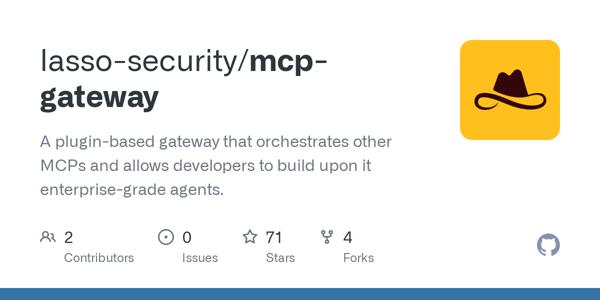 lasso-security/mcp-
gateway
A plugin-based gateway that orchestrates other
MCPs and allows developers to build upon it
enterprise-grade agents.
2 0 71 4
Contributors Issues Stars Forks